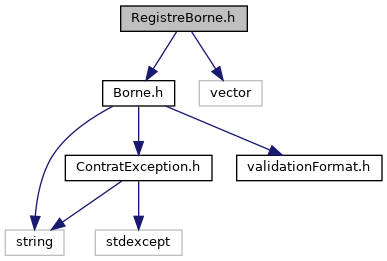 RegistreBorne.h
Borne.h
vector
ContratException.h
validationFormat.h
string
stdexcept